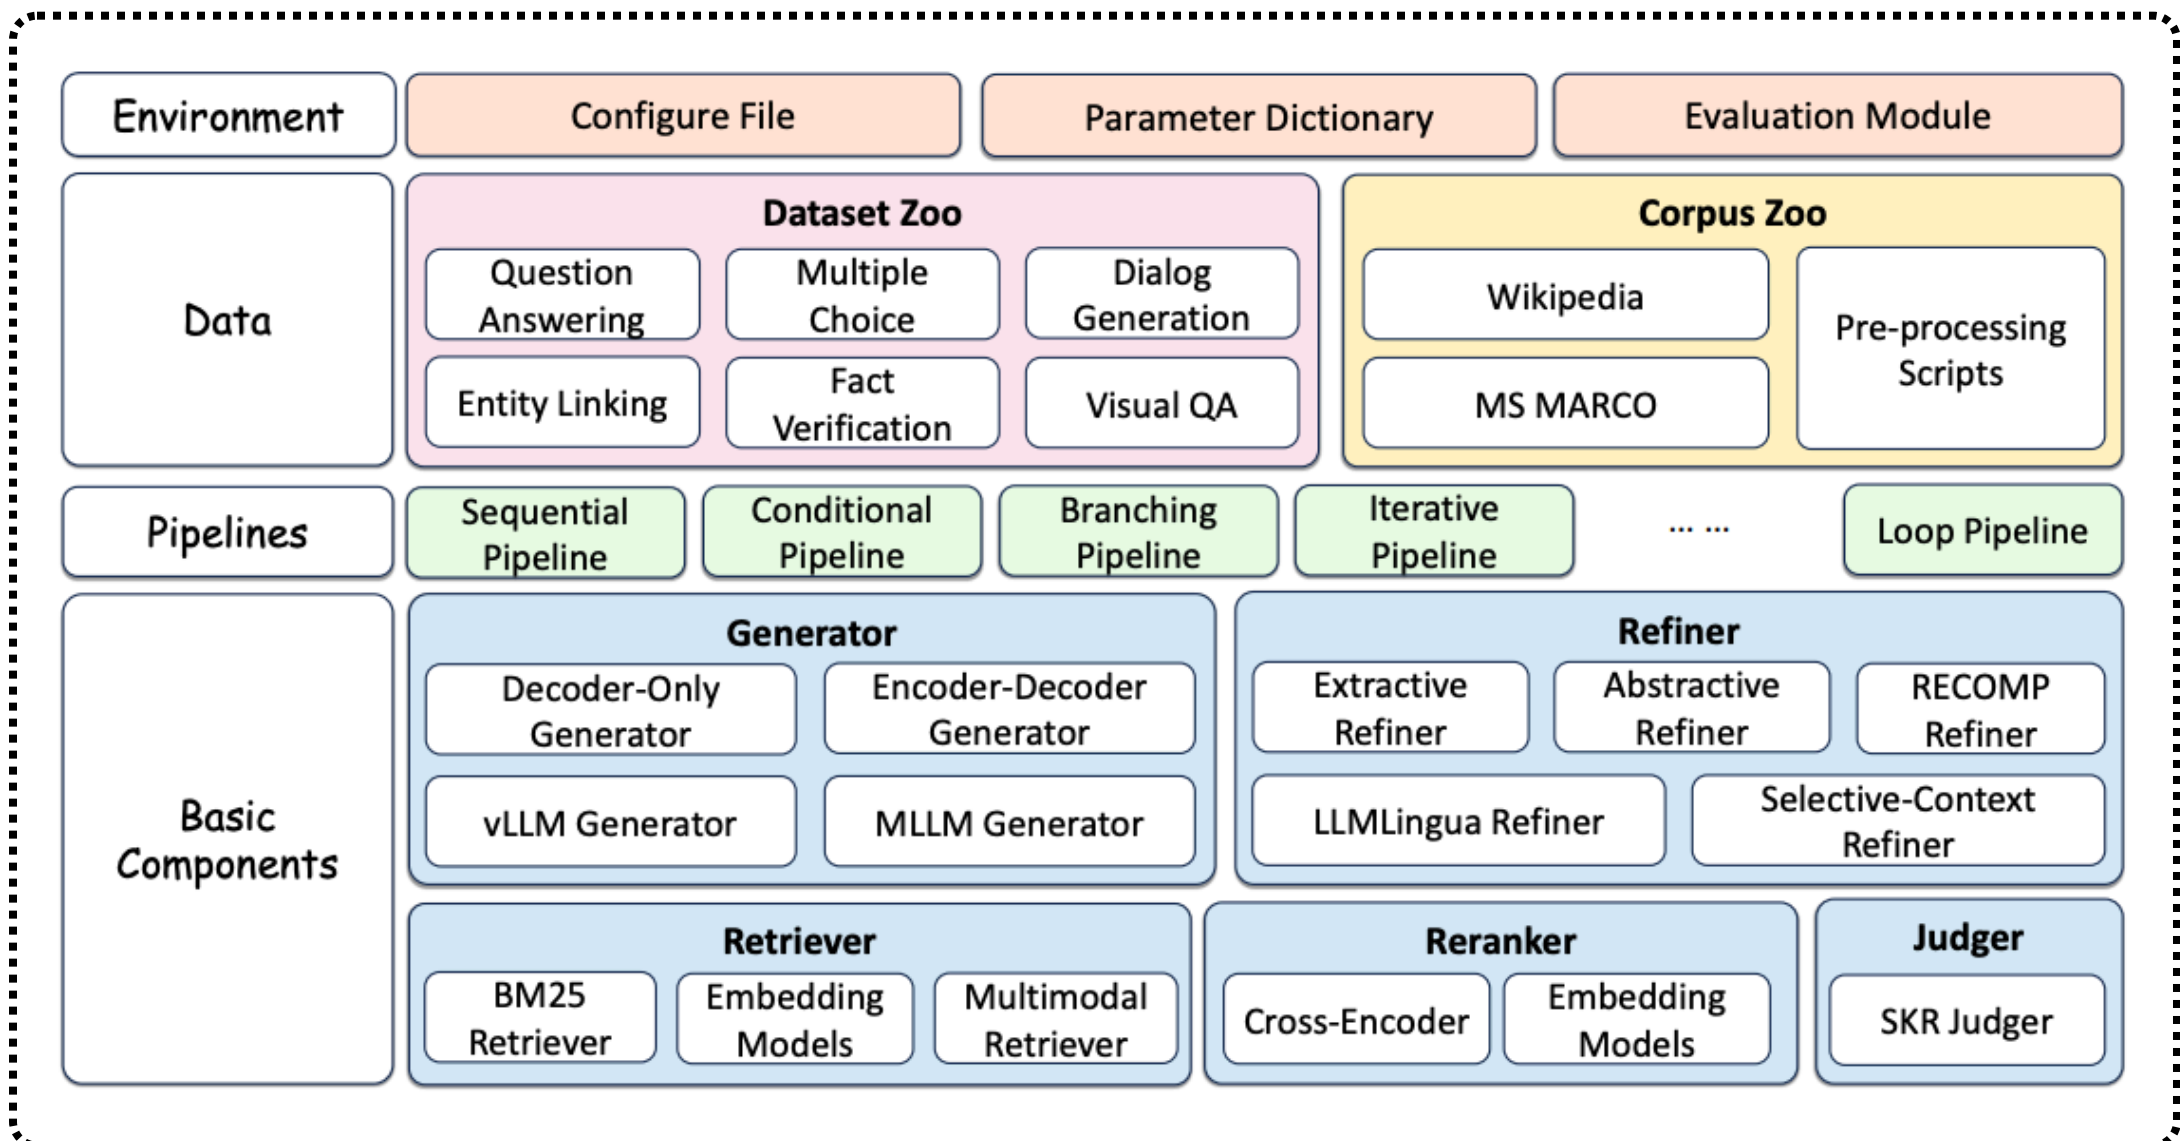 Environment
Configure File
Parameter Dictionary
Evaluation Module
Data
Dataset Zoo
Question
Answering
Multiple
Choice
Dialog
Generation
Entity Linking
Fact
Verification
Visual QA
Corpus Zoo
Wikipedia
MS MARCO
Pre-processing
Scripts
Pipelines
Sequential
Pipeline
Conditional
Pipeline
Branching
Pipeline
Iterative
Pipeline
... ...
Loop Pipeline
Basic
Components
Generator
Decoder-Only
Generator
Encoder-Decoder
Generator
vLLM Generator
MLLM Generator
Refiner
Extractive
Refiner
Abstractive
Refiner
RECOMP
Refiner
LLMLingua Refiner
Selective-Context
Refiner
Retriever
BM25
Retriever
Embedding
Models
Multimodal
Retriever
Reranker
Cross-Encoder
Embedding
Models
Judger
SKR Judger